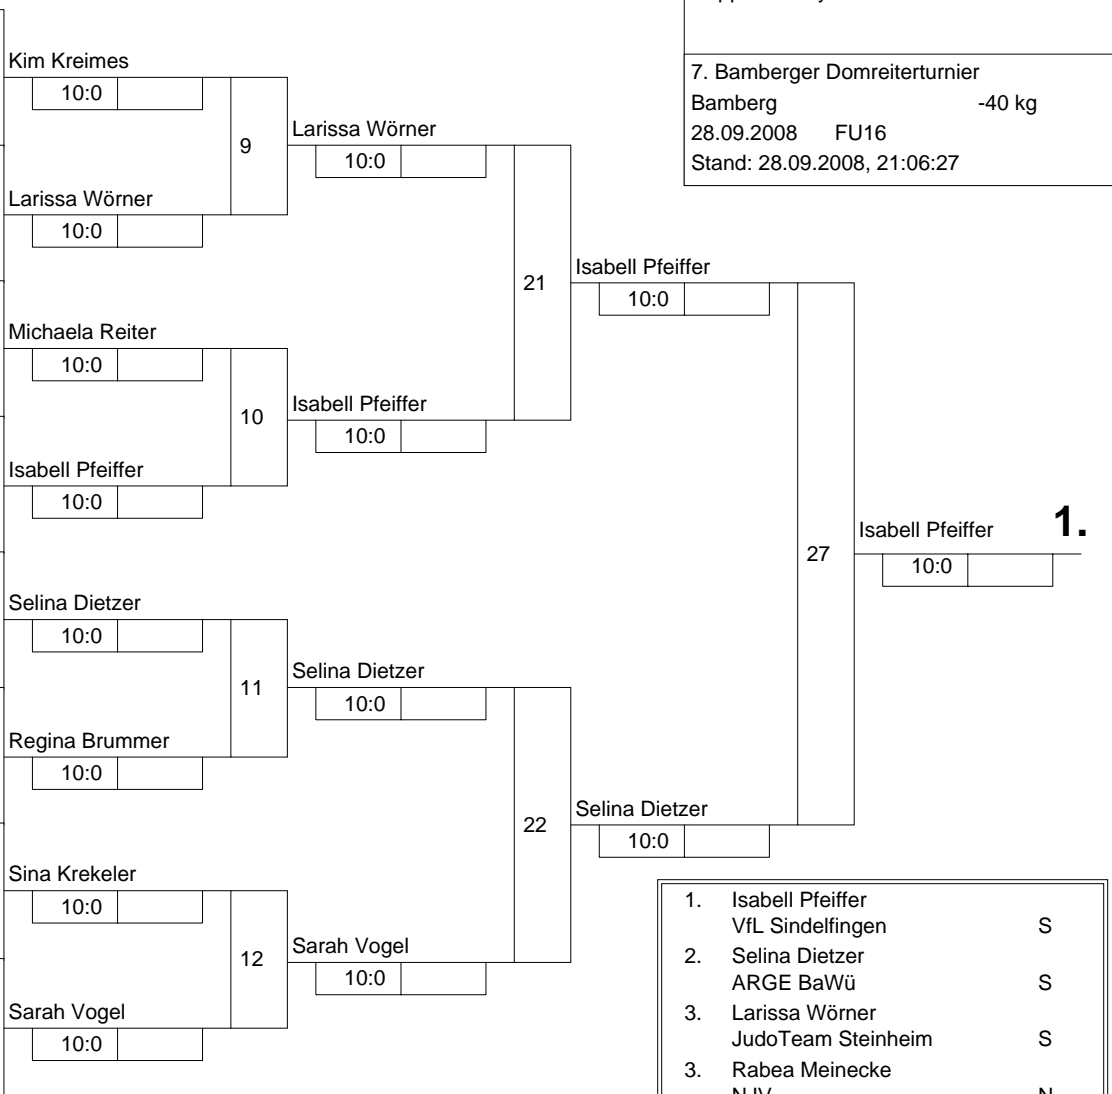 7. Bamberger Domreiterturnier
Bamberg -40 kg
28.09.2008 FU16
Stand: 28.09.2008, 21:06:27
Kim Kreimes
10:0
9
Larissa Wörner
10:0
Larissa Wörner
10:0
21
Isabell Pfeiffer
10:0
Michaela Reiter
10:0
10
Isabell Pfeiffer
10:0
Isabell Pfeiffer
10:0
27
Isabell Pfeiffer 1.
10:0
Selina Dietzer
10:0
11
Selina Dietzer
10:0
Regina Brummer
10:0
22
Selina Dietzer
10:0
Sina Krekeler
10:0
12
Sarah Vogel
10:0
Sarah Vogel
10:0
1. Isabell Pfeiffer
VfL Sindelfingen S
2. Selina Dietzer
ARGE BaWü S
3. Larissa Wörner
JudoTeam Steinheim S
3. Rabea Meinecke
NJV N